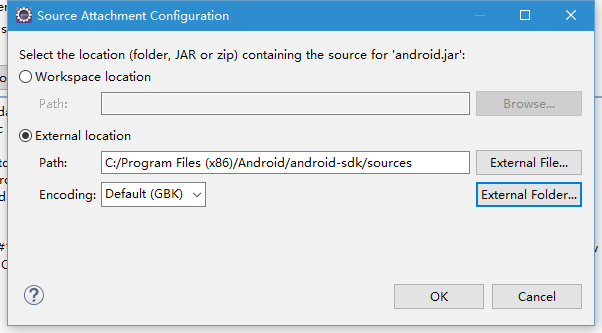 Source Attachment Configuration
Select the location (folder, JAR or zip) containing the source for 'android.jar':
Workspace location
Path:
Browse...
External location
Path: C:/Program Files (x86)/Android/android-sdk/sources External File...
Encoding: Default (GBK) External Folder...
? OK Cancel